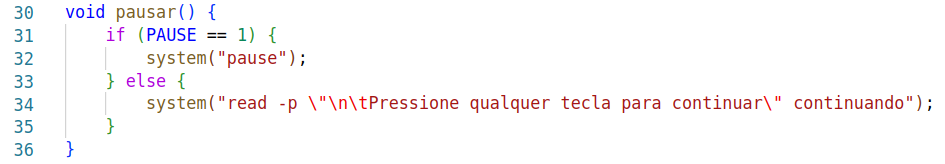 30 void pausar() {
31     if (PAUSE == 1) {
32         system("pause");
33     } else {
34         system("read -p \"\n\tPressione qualquer tecla para continuar\" continuando");
35     }
36 }